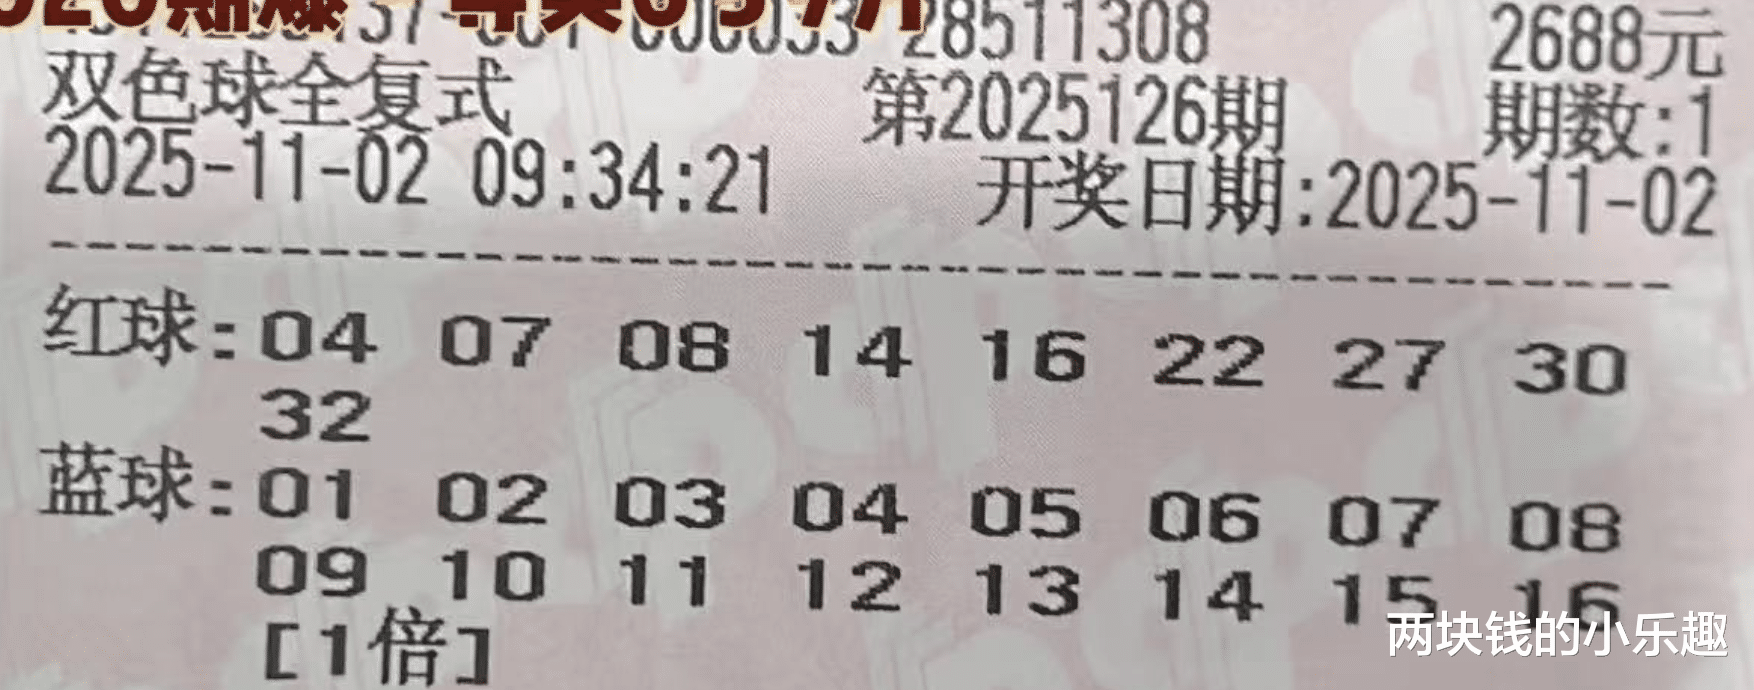 28511308 2688元
双色球全复式 第2025126期 期数:1
2025-11-02 09:34:21 开奖日期:2025-11-02
红球:04 07 08 14 16 22 27 30
32
蓝球:01 02 03 04 05 06 07 08
09 10 11 12 13 14 15 16
[1倍]
两块钱的小乐趣